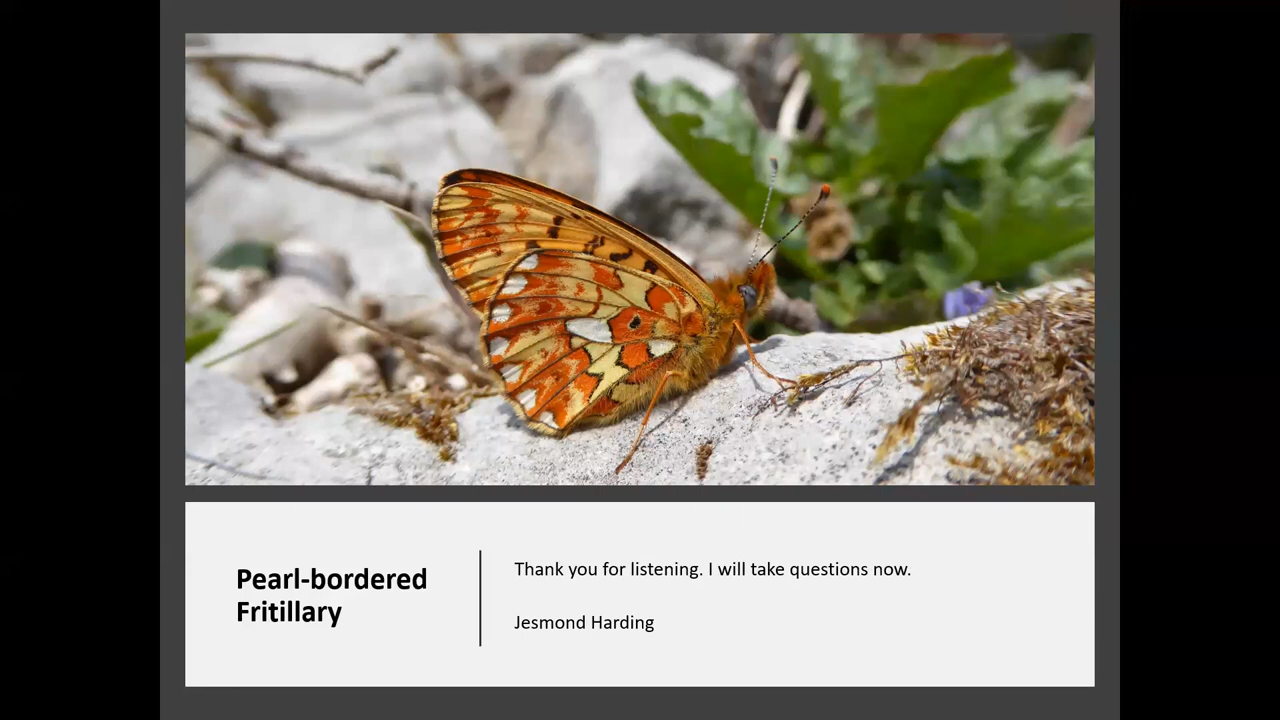 Pearl-bordered
Fritillary
Thank you for listening. I will take questions now.
Jesmond Harding